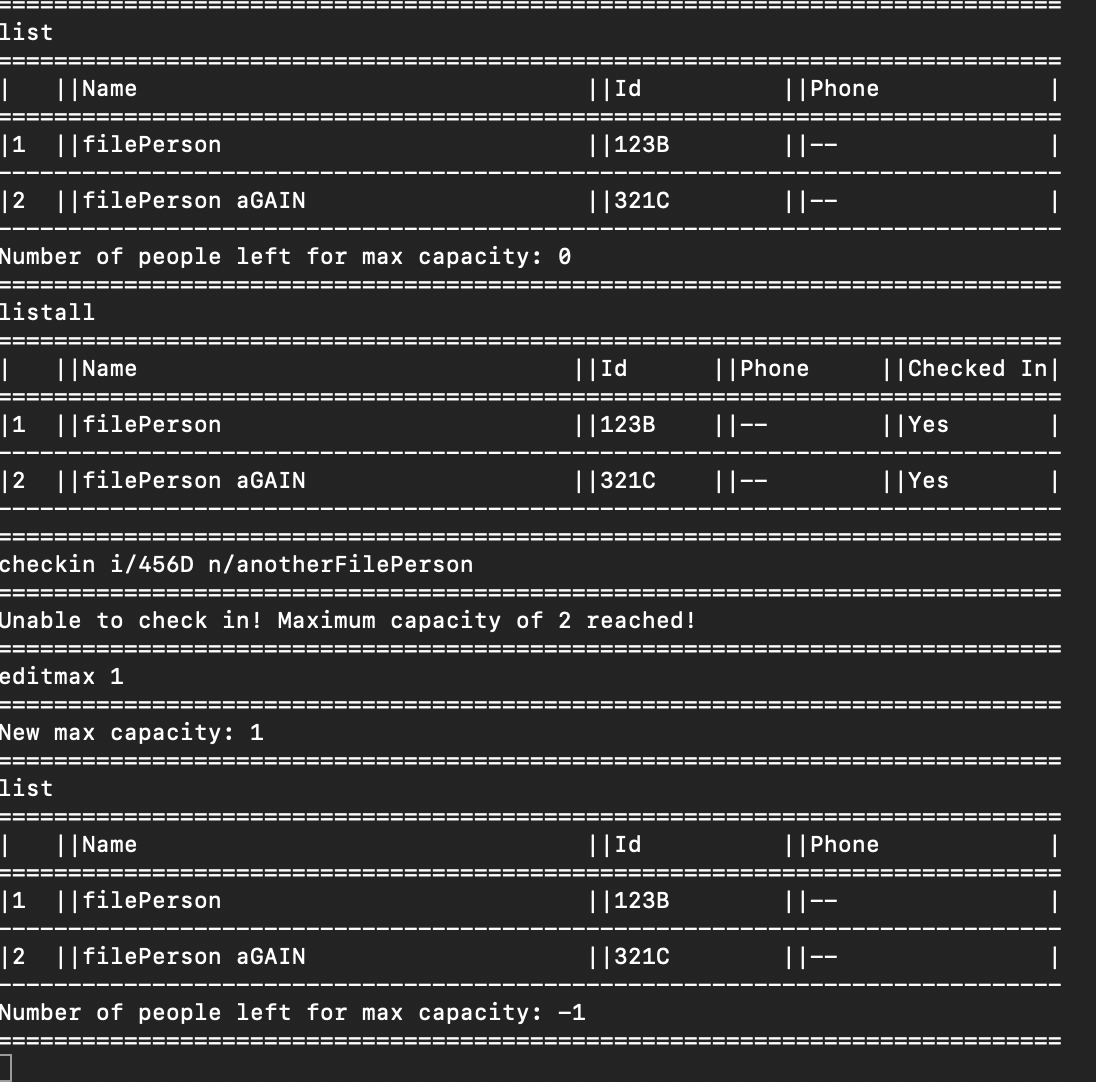 ============================================================================
list
============================================================================
|   ||Name                                ||Id          ||Phone            |
============================================================================
|1  ||filePerson                          ||123B        ||--               |
----------------------------------------------------------------------------
|2  ||filePerson aGAIN                    ||321C        ||--               |
----------------------------------------------------------------------------
Number of people left for max capacity: 0
============================================================================
listall
============================================================================
|   ||Name                               ||Id      ||Phone     ||Checked In|
============================================================================
|1  ||filePerson                         ||123B    ||--        ||Yes       |
----------------------------------------------------------------------------
|2  ||filePerson aGAIN                   ||321C    ||--        ||Yes       |
----------------------------------------------------------------------------
============================================================================
checkin i/456D n/anotherFilePerson
============================================================================
Unable to check in! Maximum capacity of 2 reached!
============================================================================
editmax 1
============================================================================
New max capacity: 1
============================================================================
list
============================================================================
|   ||Name                                ||Id          ||Phone            |
============================================================================
|1  ||filePerson                          ||123B        ||--               |
----------------------------------------------------------------------------
|2  ||filePerson aGAIN                    ||321C        ||--               |
----------------------------------------------------------------------------
Number of people left for max capacity: -1
============================================================================